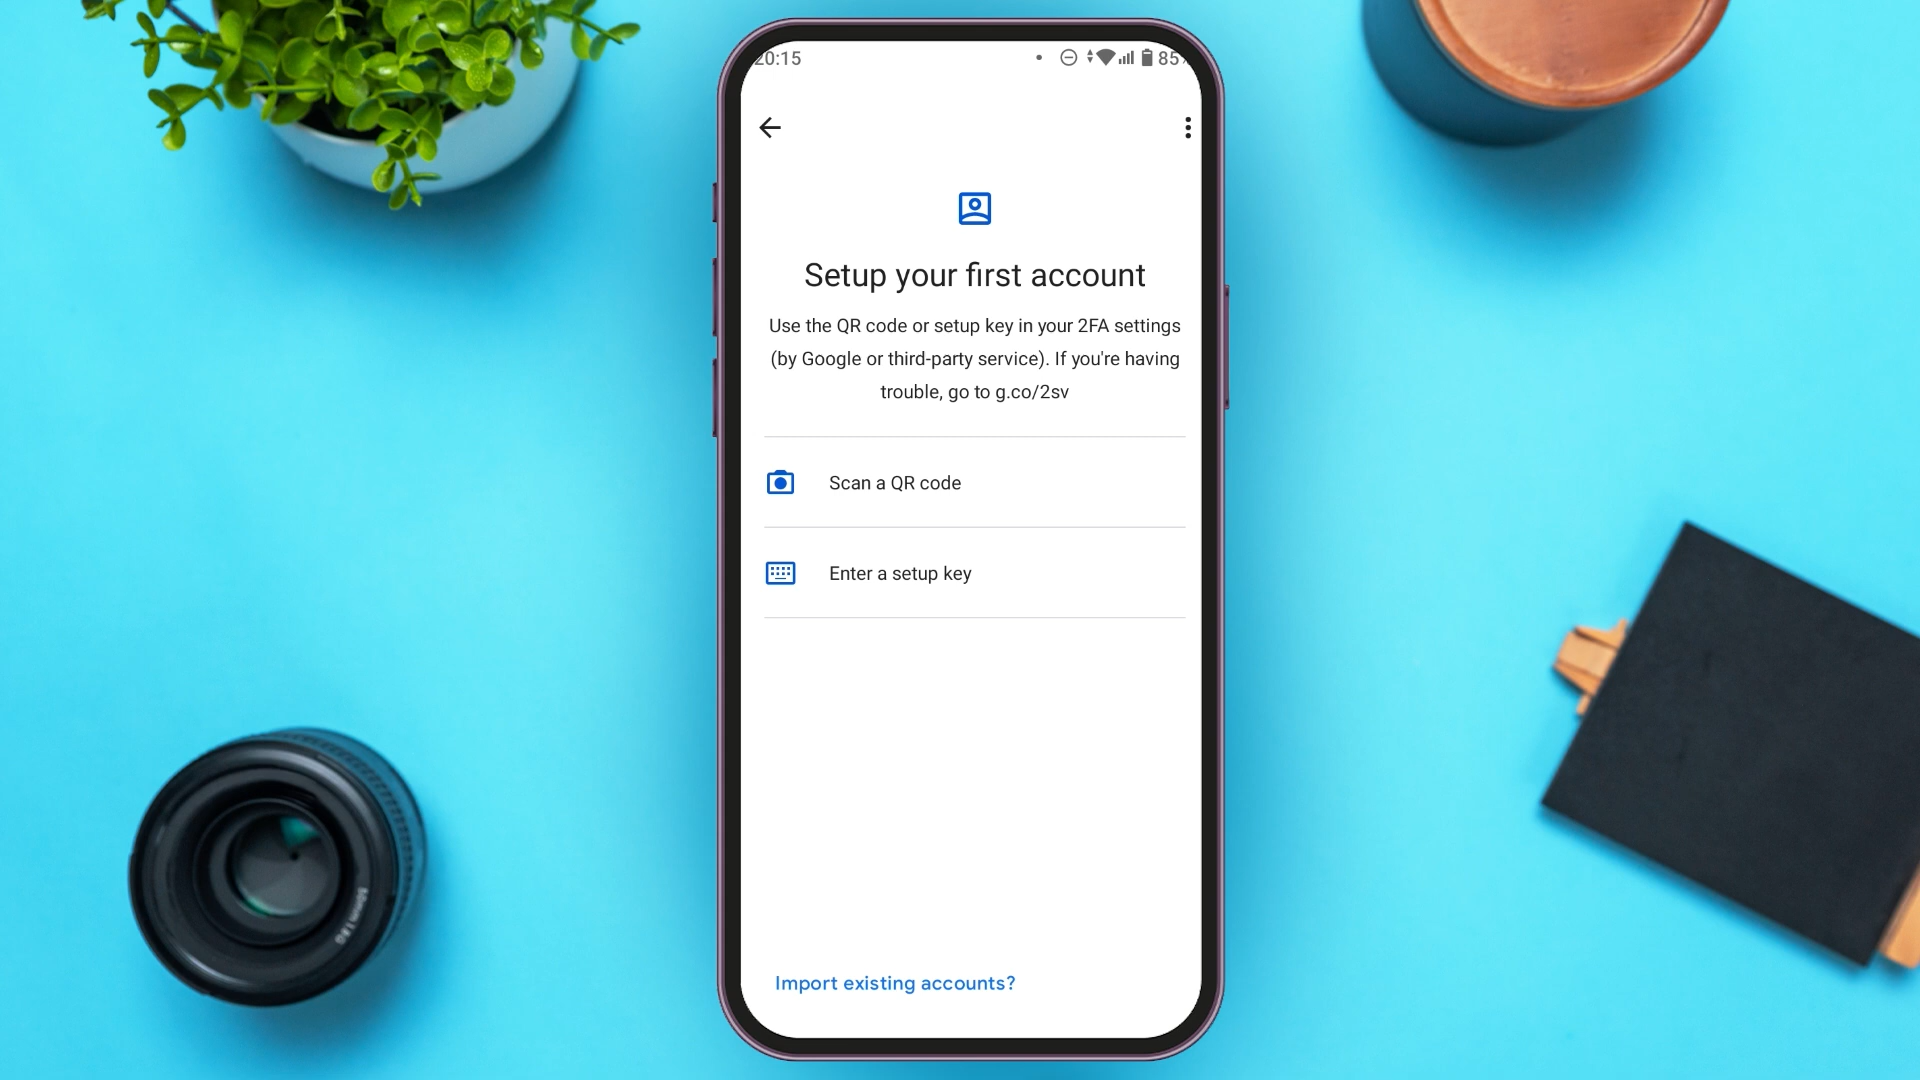 20:15
85%
Setup your first account
Use the QR code or setup key in your 2FA settings
(by Google or third-party service). If you're having
trouble, go to g.co/2sv
Scan a QR code
Enter a setup key
Import existing accounts?